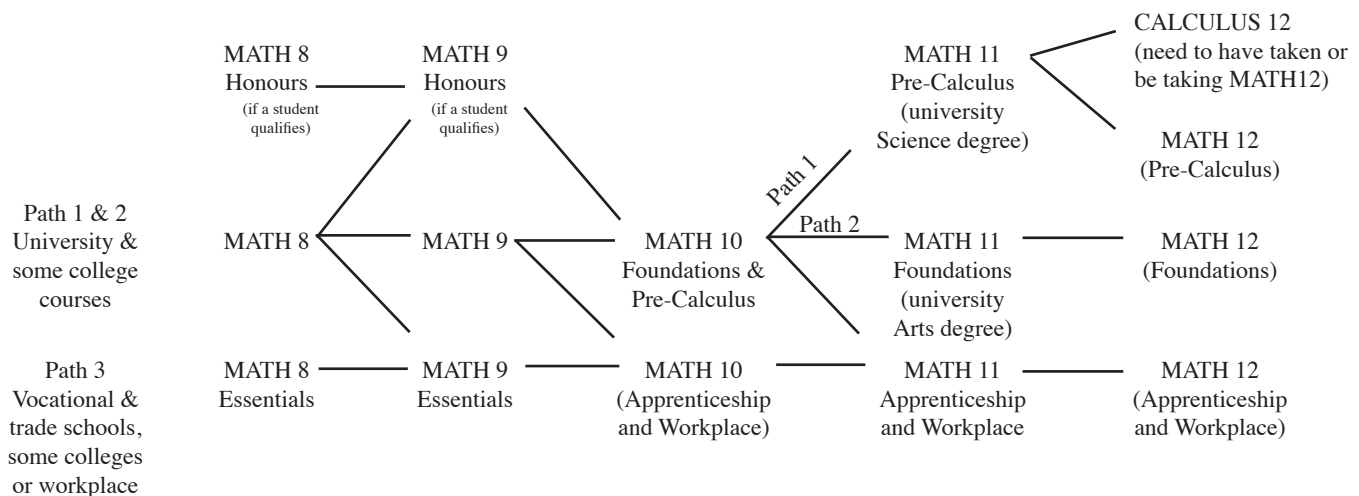 MATH 8
Honours
(if a student
qualifies)
MATH 9
Honours
(if a student
qualifies)
MATH 11
Pre-Calculus
(university
Science degree)
CALCULUS 12
(need to have taken or
be taking MATH12)
MATH 12
(Pre-Calculus)
Path 1 & 2
University &
some college
courses
MATH 8
MATH 9
MATH 10
Foundations &
Pre-Calculus
Path 1
Path 2
MATH 11
Foundations
(university
Arts degree)
MATH 12
(Foundations)
Path 3
Vocational &
trade schools,
some colleges
or workplace
MATH 8
Essentials
MATH 9
Essentials
MATH 10
(Apprenticeship
and Workplace)
MATH 11
Apprenticeship
and Workplace
MATH 12
(Apprenticeship
and Workplace)